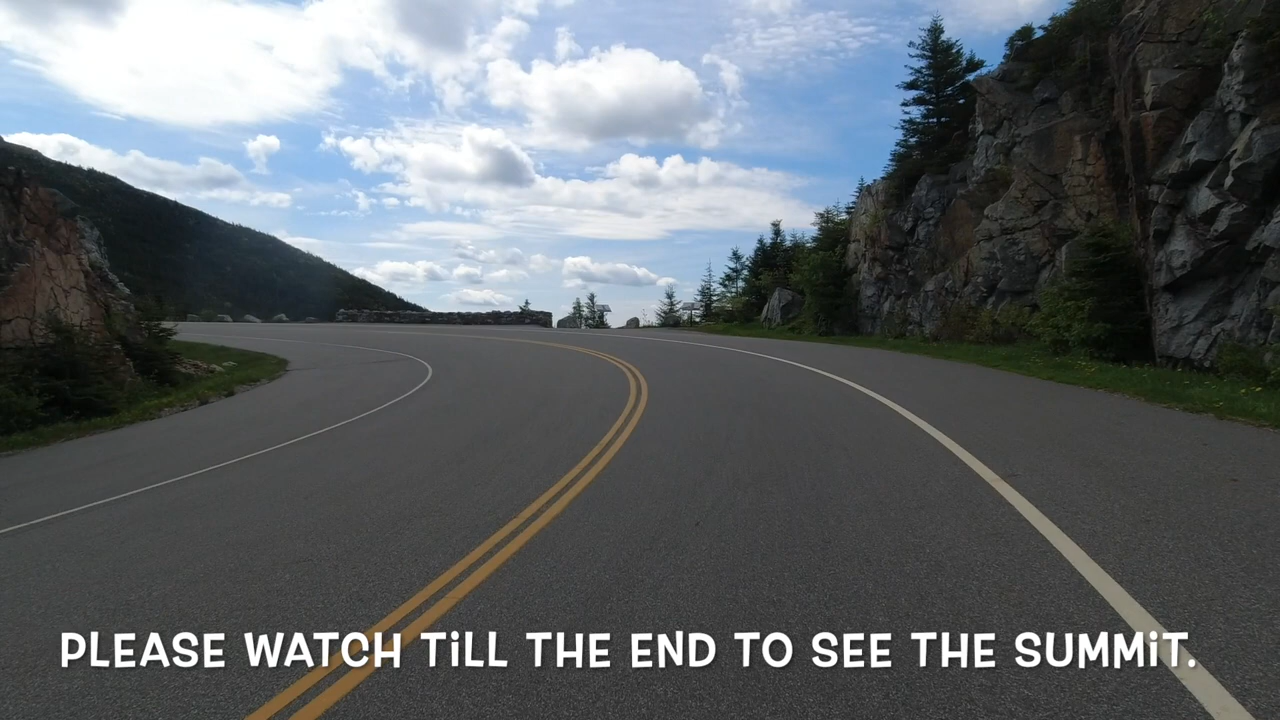 PLEASE WATCH TiLL THE END TO SEE THE SUMMiT.